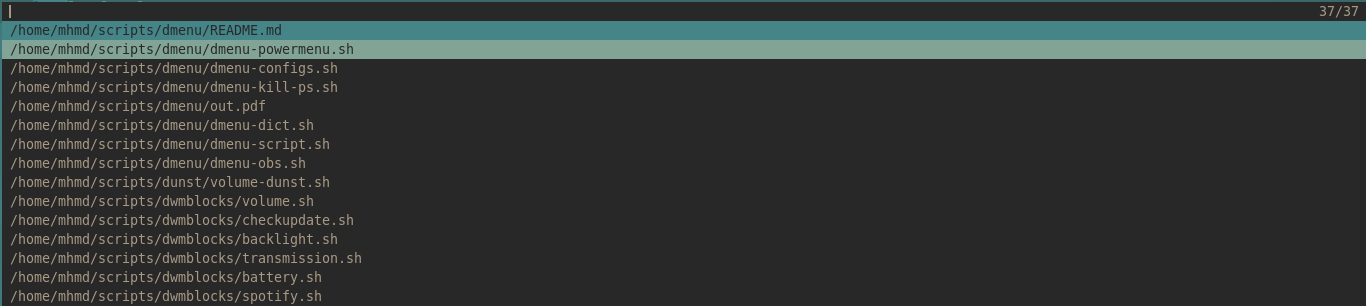 37/37
/home/mhmd/scripts/dmenu/README.md
/home/mhmd/scripts/dmenu/dmenu-powermenu.sh
/home/mhmd/scripts/dmenu/dmenu-configs.sh
/home/mhmd/scripts/dmenu/dmenu-kill-ps.sh
/home/mhmd/scripts/dmenu/out.pdf
/home/mhmd/scripts/dmenu/dmenu-dict.sh
/home/mhmd/scripts/dmenu/dmenu-script.sh
/home/mhmd/scripts/dmenu/dmenu-obs.sh
/home/mhmd/scripts/dunst/volume-dunst.sh
/home/mhmd/scripts/dwmblocks/volume.sh
/home/mhmd/scripts/dwmblocks/checkupdate.sh
/home/mhmd/scripts/dwmblocks/backlight.sh
/home/mhmd/scripts/dwmblocks/transmission.sh
/home/mhmd/scripts/dwmblocks/battery.sh
/home/mhmd/scripts/dwmblocks/spotify.sh